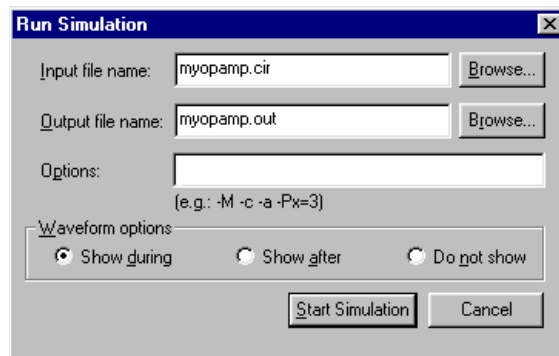 Run Simulation
Input file name: myopamp.cir Browse...
Output file name: myopamp.out Browse...
Options:
(e.g.: -M -c -a -Px=3)
Waveform options
Show during Show after Do not show
Start Simulation Cancel